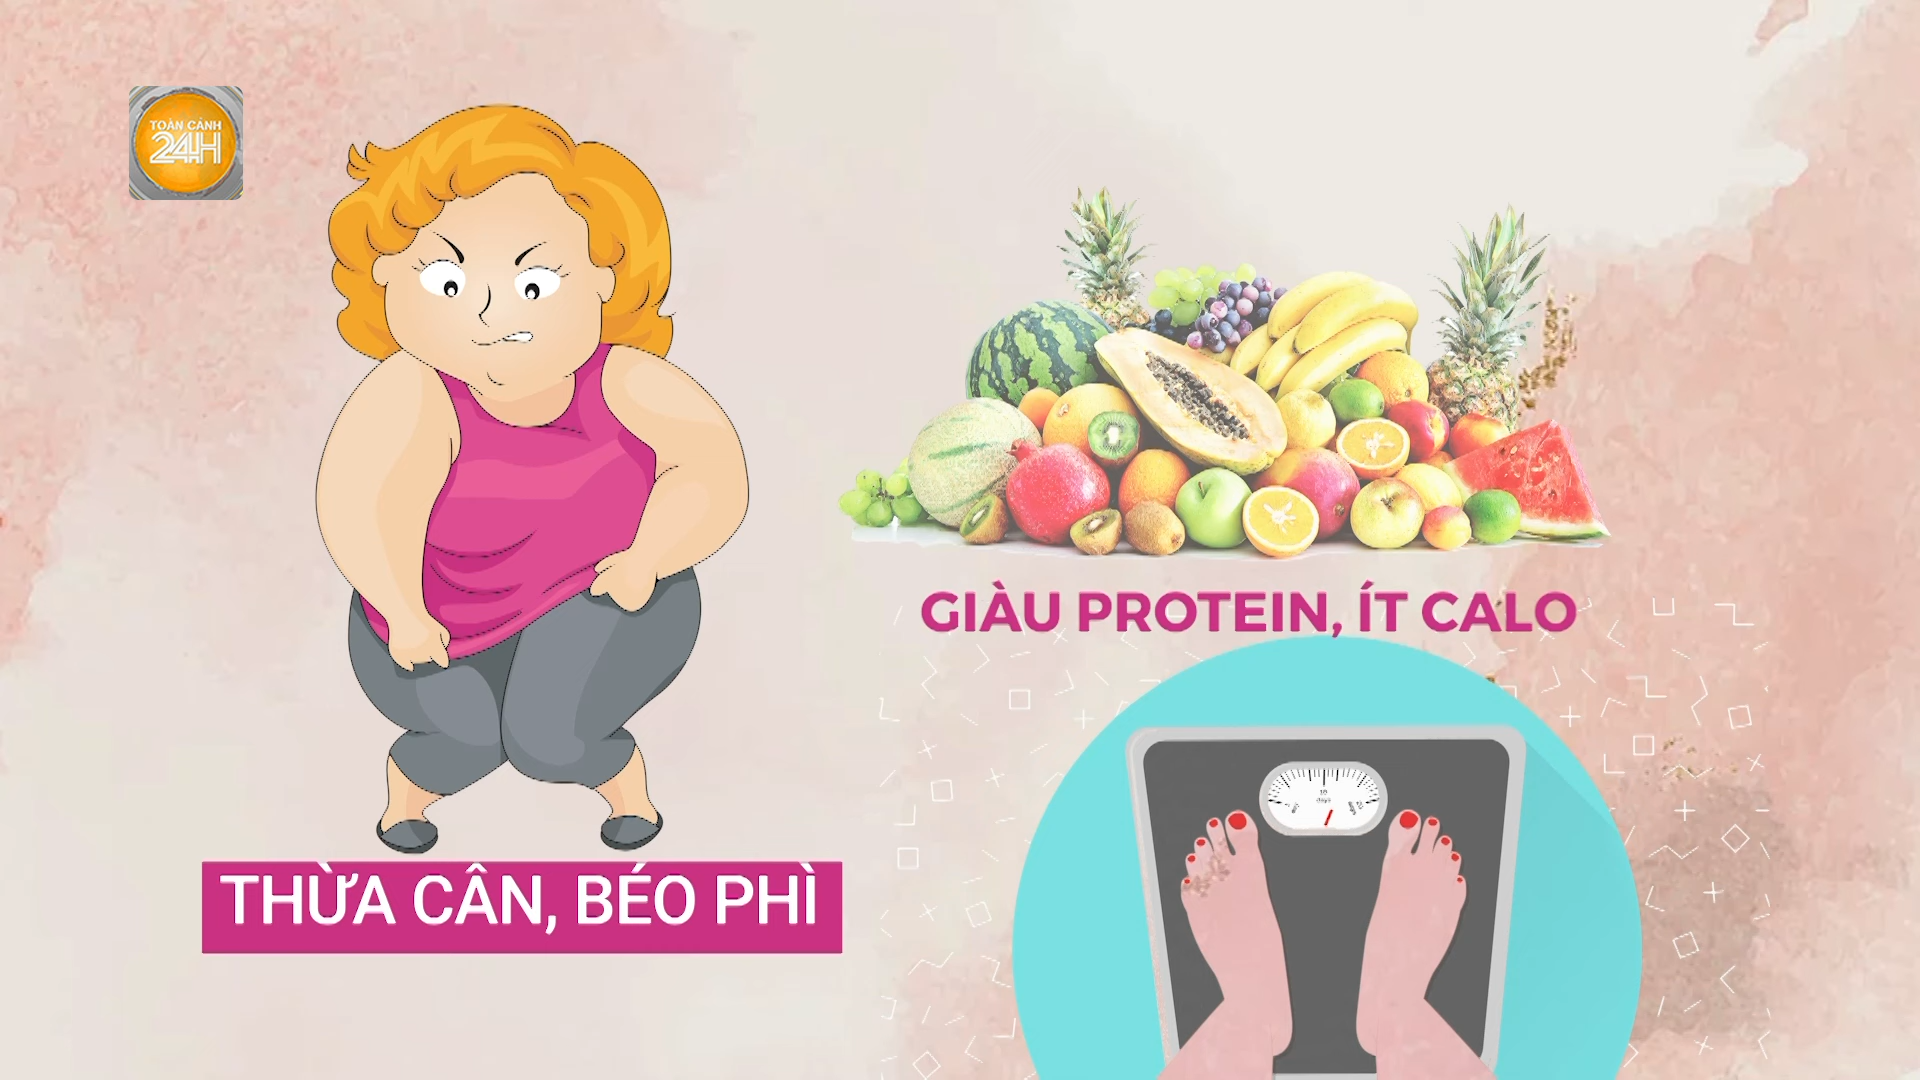 TOÀN CẢNH
24H
GIÀU PROTEIN, ÍT CALO
THỪA CÂN, BÉO PHÌ